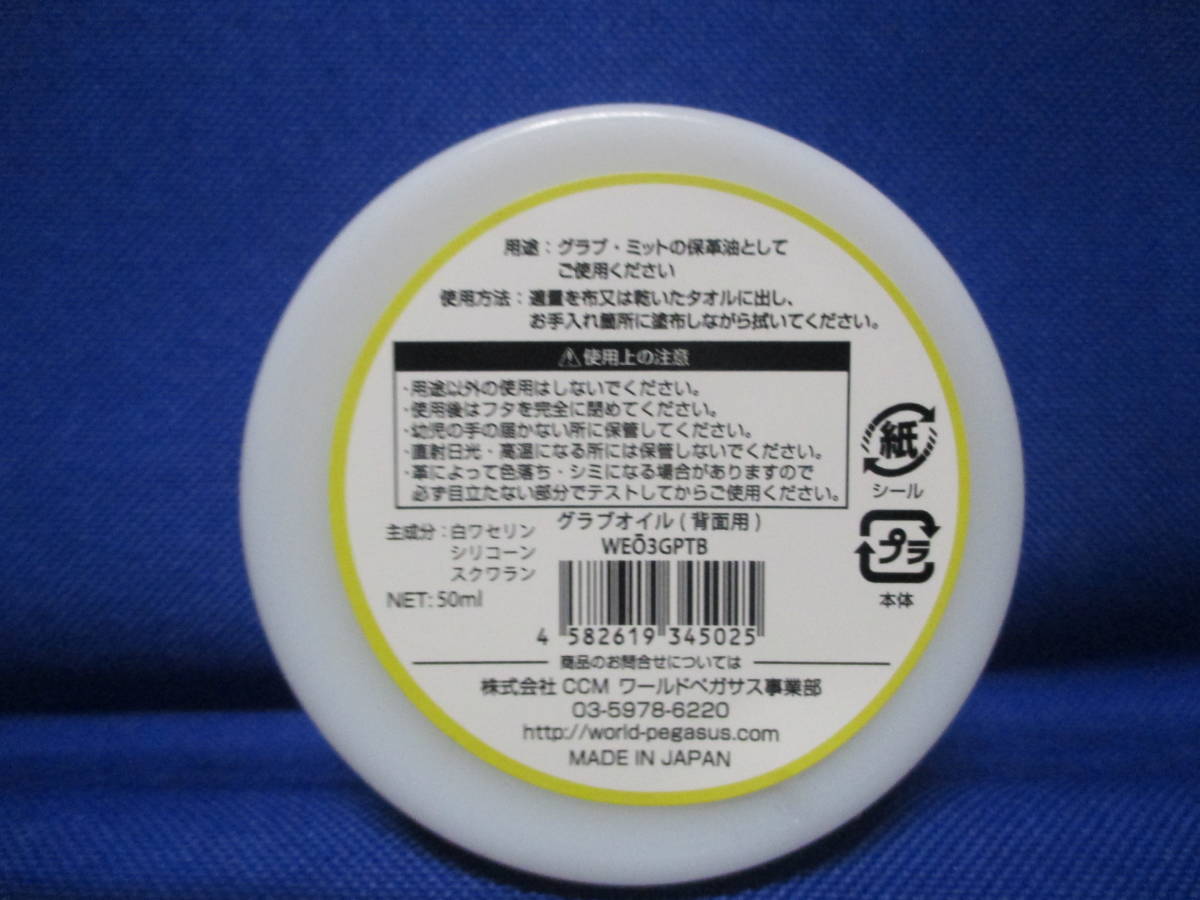 用途：グラブ・ミットの保革油として
ご使用ください
使用方法：適量を布又は乾いたタオルに出し、
お手入れ箇所に塗布しながら拭いてください。
⚠使用上の注意
・用途以外の使用はしないでください。
・使用後はフタを完全に閉めてください。
・幼児の手の届かない所に保管してください。
・直射日光・高温になる所には保管しないでください。
・革によって色落ち・シミになる場合がありますので
必ず目立たない部分でテストしてからご使用ください。
紙
シール
プラ
本体
主成分：白ワセリン
シリコーン
スクワラン
NET:50ml
グラブオイル(背面用)
WEŌ3GPTB
4 582619 345025
商品のお問合せについては
株式会社CCM ワールドペガサス事業部
03-5978-6220
http://world-pegasus.com
MADE IN JAPAN